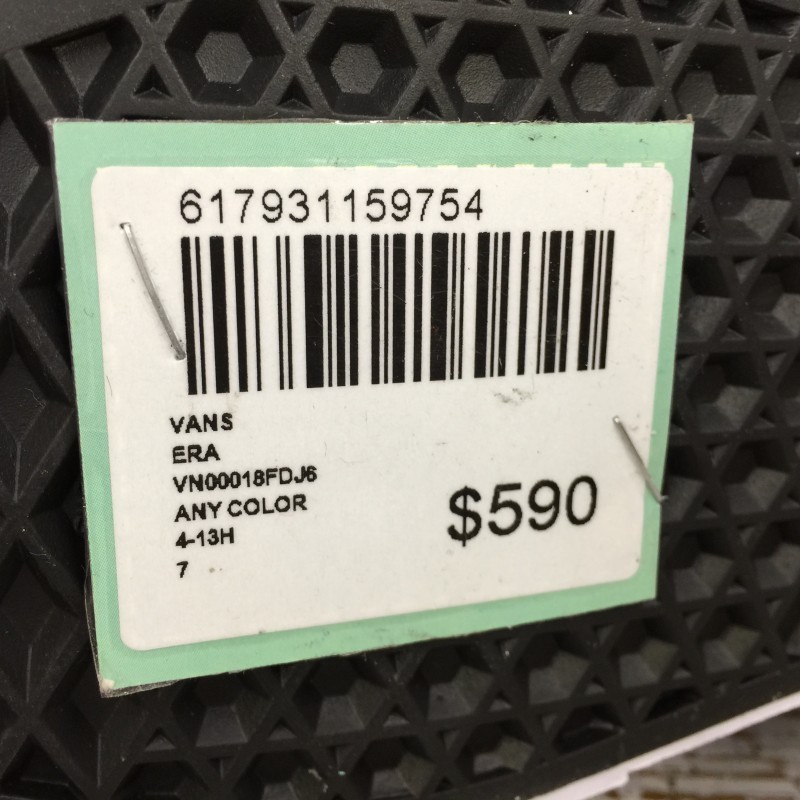 617931159754
VANS
ERA
VN00018FDJ6
ANY COLOR
4-13H
7
$590